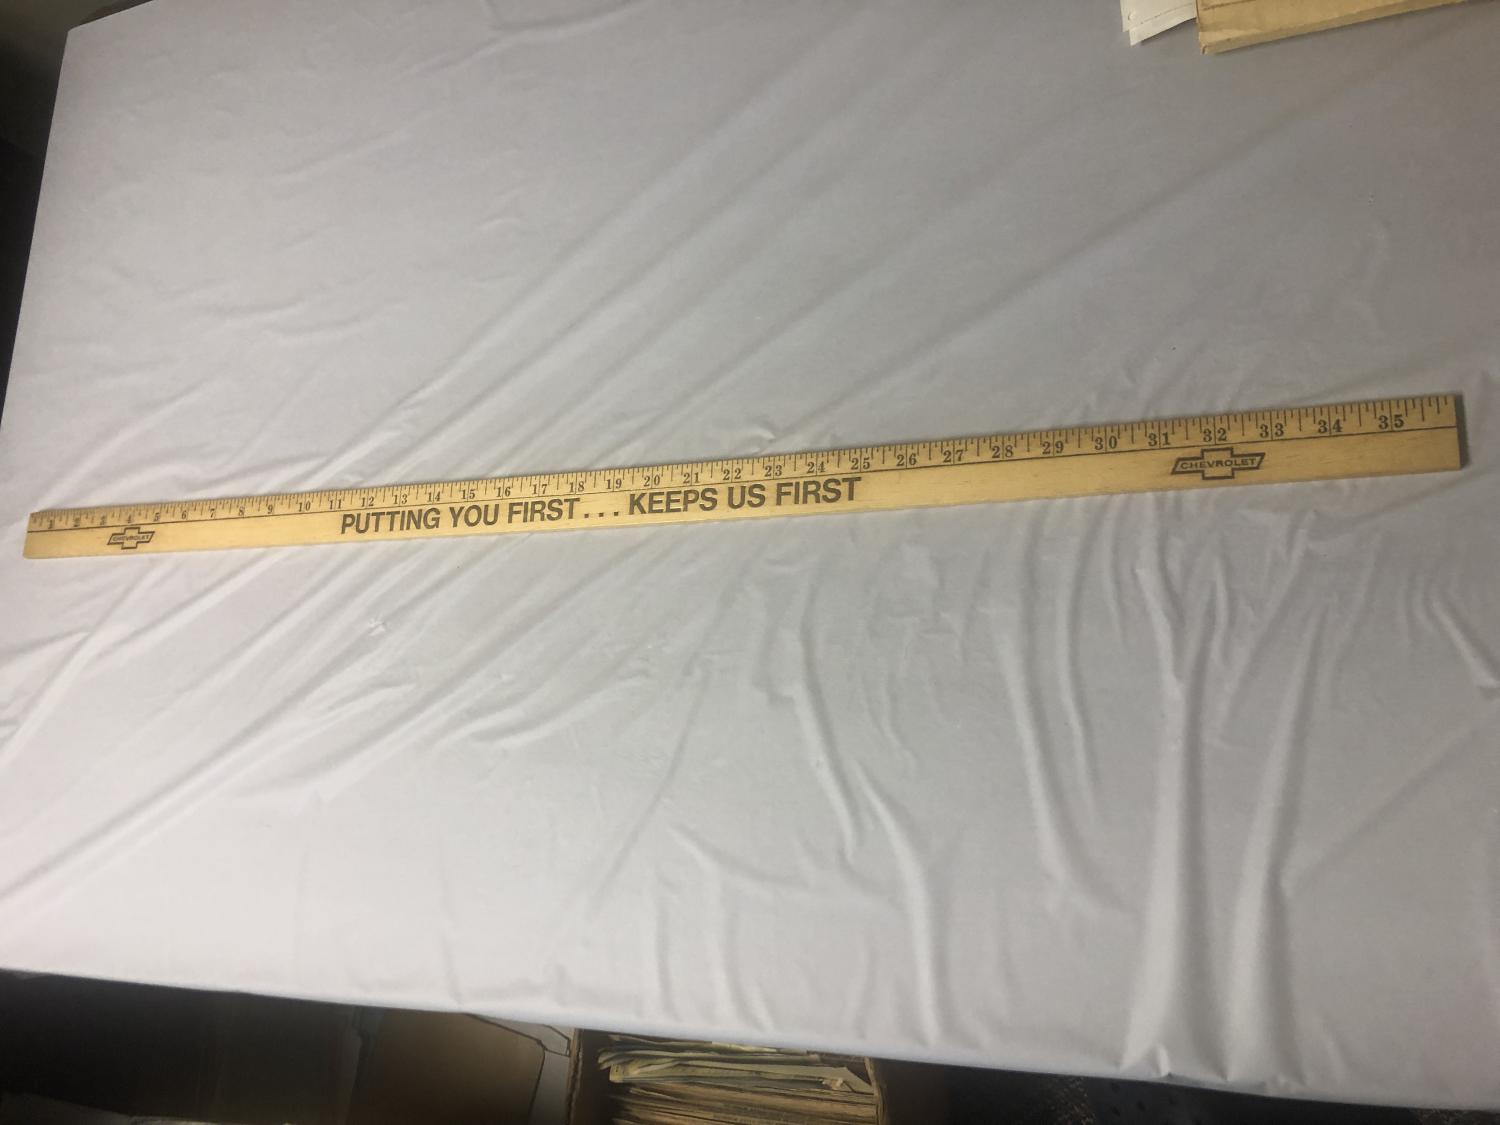 1 2 3 4 5 6 7 8 9 10 11 12 13 14 15 16 17 18 19 20 21 22 23 24 25 26 27 28 29 30 31 32 33 34 35
CHEVROLET PUTTING YOU FIRST... KEEPS US FIRST CHEVROLET